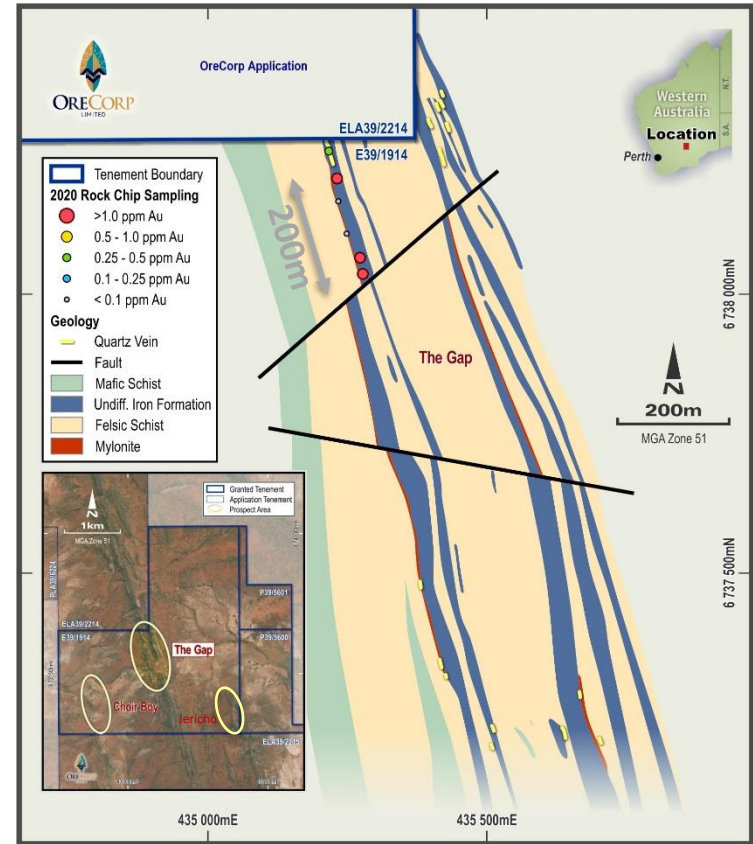 ORECORP
LIMITED
OreCorp Application
ELA39/2214
E39/1914
Western
Australia
Location
Perth
N.T.
S.A.
Tenement Boundary
2020 Rock Chip Sampling
>1.0 ppm Au
0.5 - 1.0 ppm Au
0.25 - 0.5 ppm Au
0.1 - 0.25 ppm Au
< 0.1 ppm Au
Geology
Quartz Vein
Fault
Mafic Schist
Undiff. Iron Formation
Felsic Schist
Mylonite
200m
The Gap
6 738 000mN
N
200m
MGA Zone 51
6 737 500mN
N
1km
MGA Zone 51
Granted Tenement
Application Tenement
Prospect Area
ELA39/2214
E39/1914
P39/5601
P39/5600
The Gap
Choir Boy
Jericho
435 000mE
435 500mE